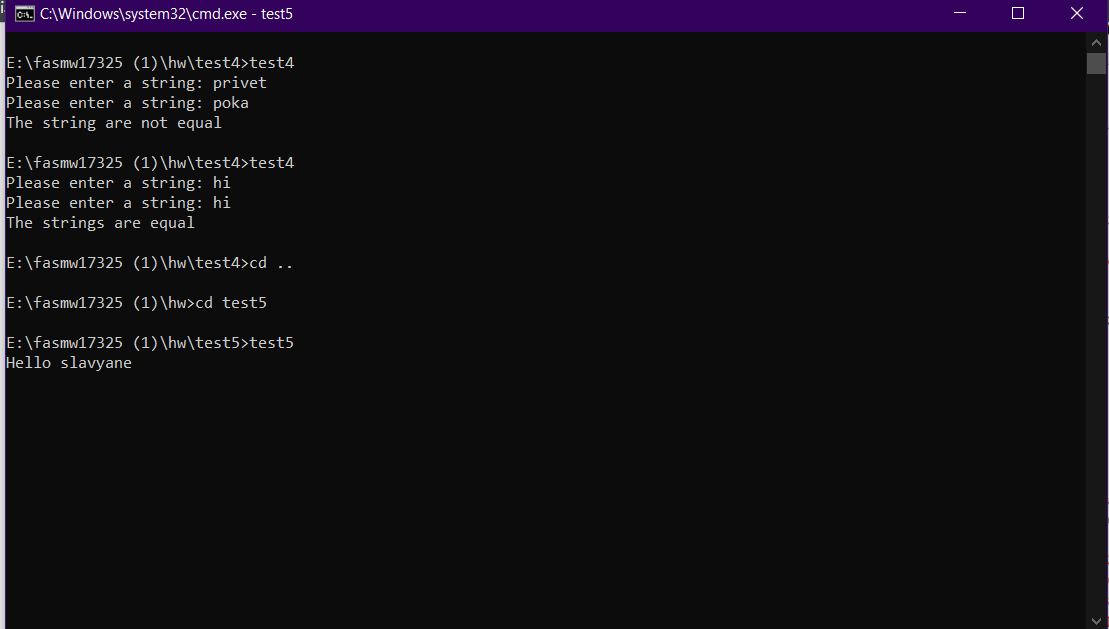 C:\Windows\system32\cmd.exe - test5
E:\fasmw17325 (1)\hw\test4>test4
Please enter a string: privet
Please enter a string: poka
The string are not equal
E:\fasmw17325 (1)\hw\test4>test4
Please enter a string: hi
Please enter a string: hi
The strings are equal
E:\fasmw17325 (1)\hw\test4>cd ..
E:\fasmw17325 (1)\hw>cd test5
E:\fasmw17325 (1)\hw\test5>test5
Hello slavyane